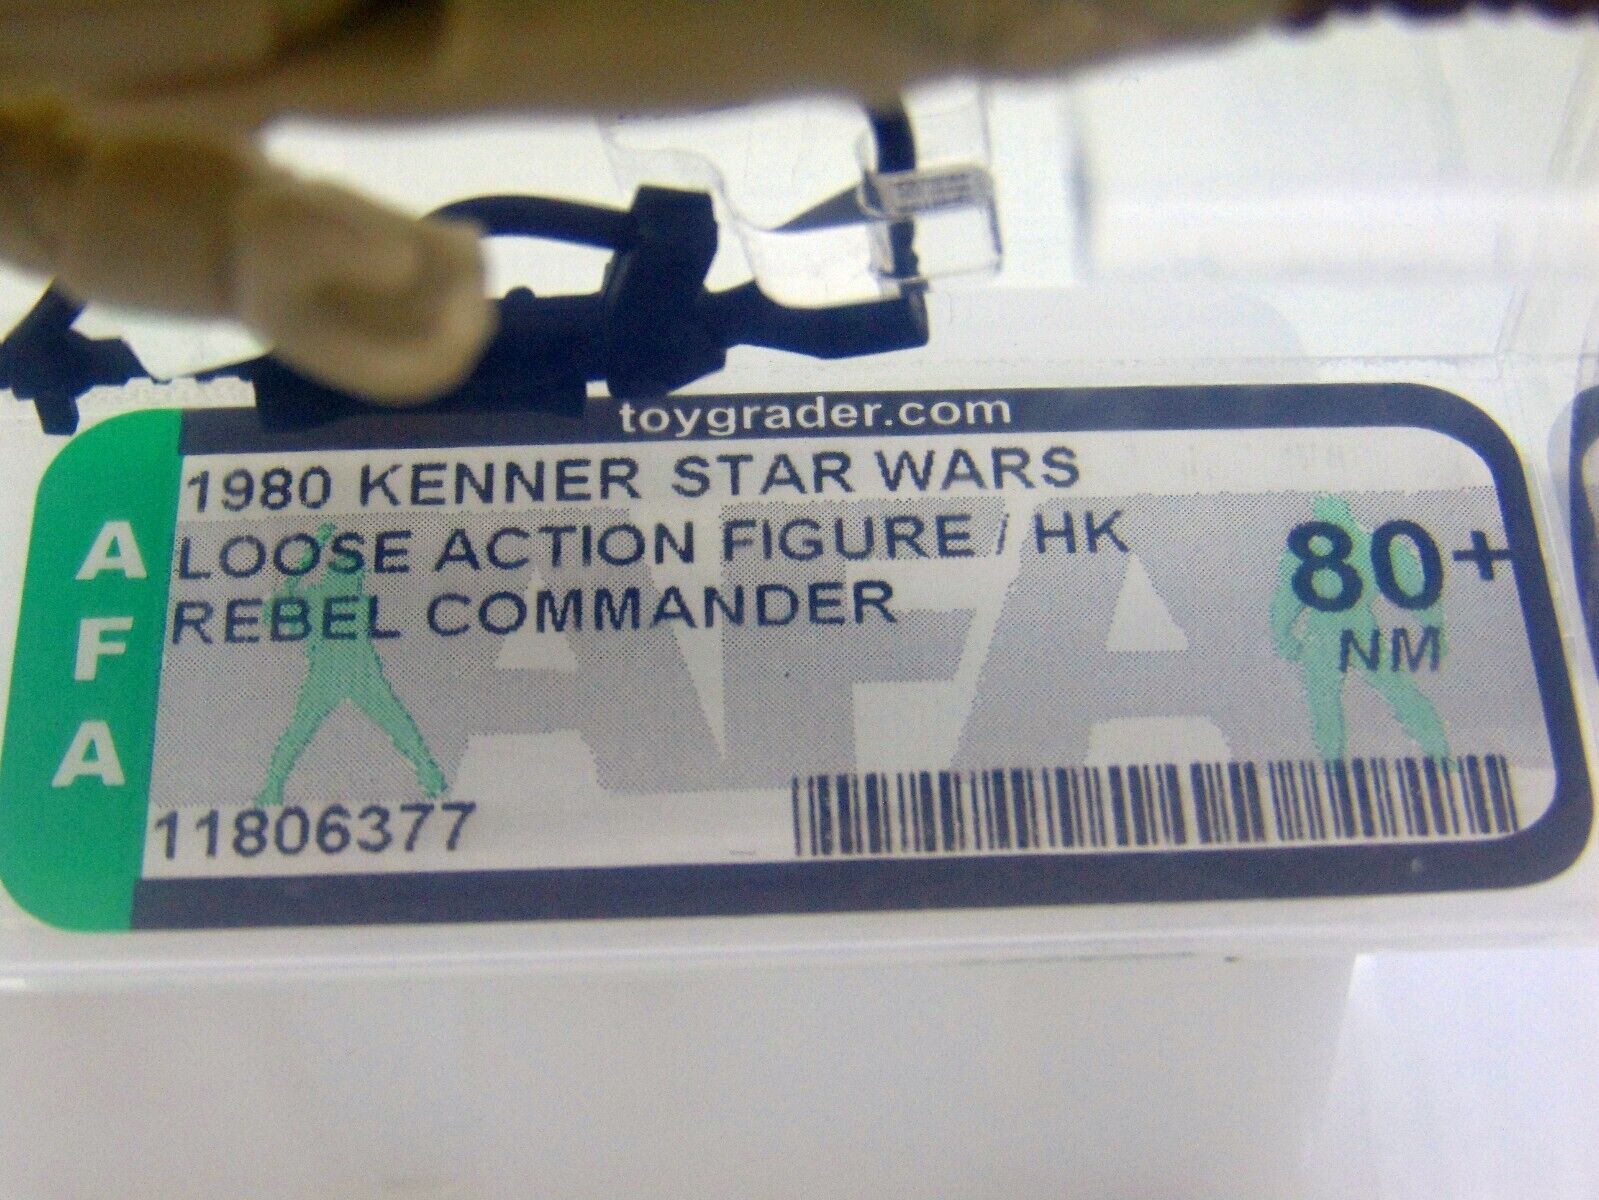 toygrader.com
1980 KENNER STAR WARS
LOOSE ACTION FIGURE / HK
REBEL COMMANDER
80+
NM
AFA
AFA
11806377